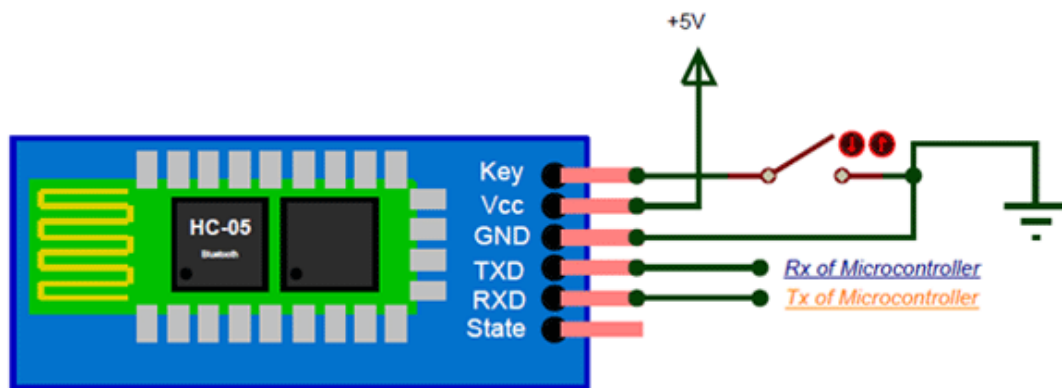 +5V
Key
Vcc
GND
TXD
RXD
State
HC-05
Bluetooth
Rx of Microcontroller
Tx of Microcontroller